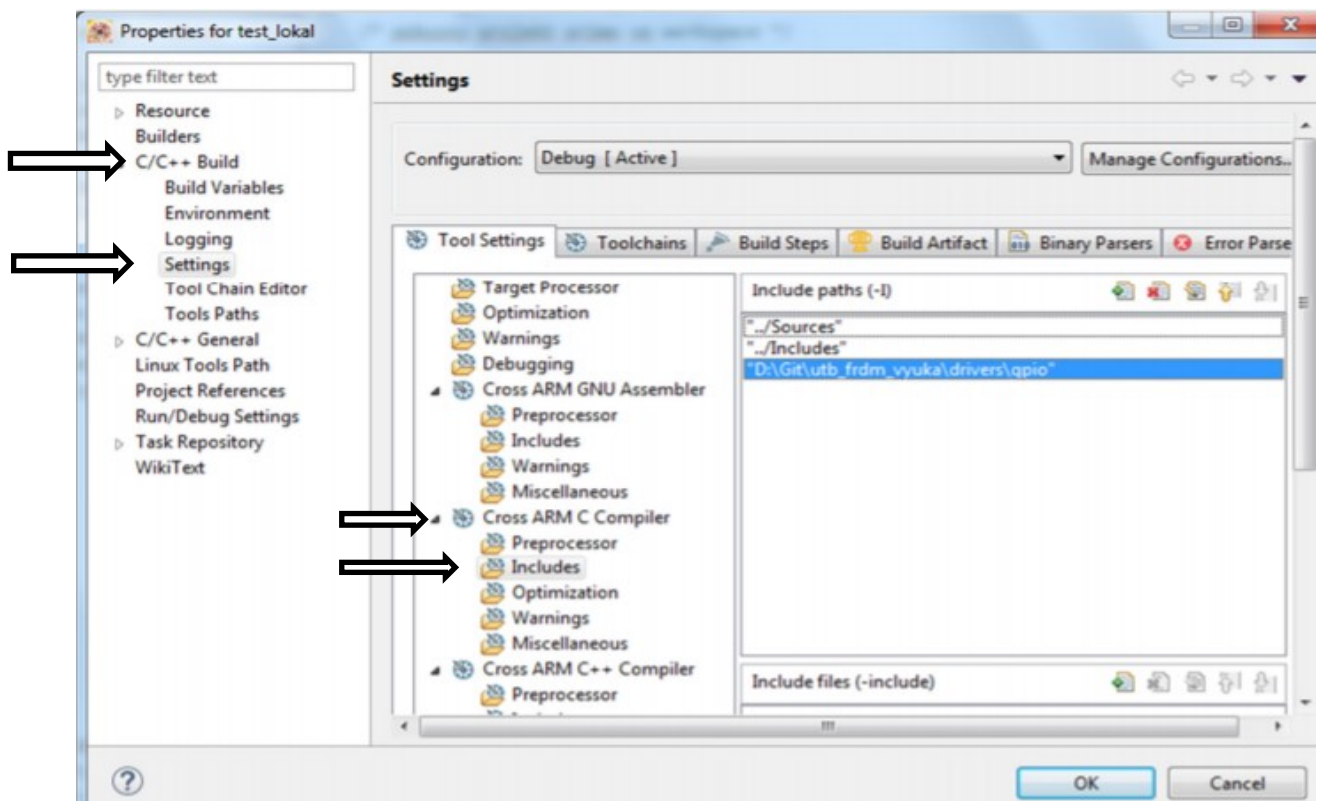 Properties for test_lokal
type filter text
Resource
Builders
C/C++ Build
Build Variables
Environment
Logging
Settings
Tool Chain Editor
Tools Paths
C/C++ General
Linux Tools Path
Project References
Run/Debug Settings
Task Repository
WikiText
Settings
Configuration: Debug [ Active ] Manage Configurations...
Tool Settings Toolchains Build Steps Build Artifact Binary Parsers Error Parse
Target Processor
Optimization
Warnings
Debugging
Cross ARM GNU Assembler
Preprocessor
Includes
Warnings
Miscellaneous
Cross ARM C Compiler
Preprocessor
Includes
Optimization
Warnings
Miscellaneous
Cross ARM C++ Compiler
Preprocessor
Include paths (-I)
"../Sources"
"../Includes"
"D:\Git\utb_frdm_vyuka\drivers\gpio"
Include files (-include)
OK Cancel